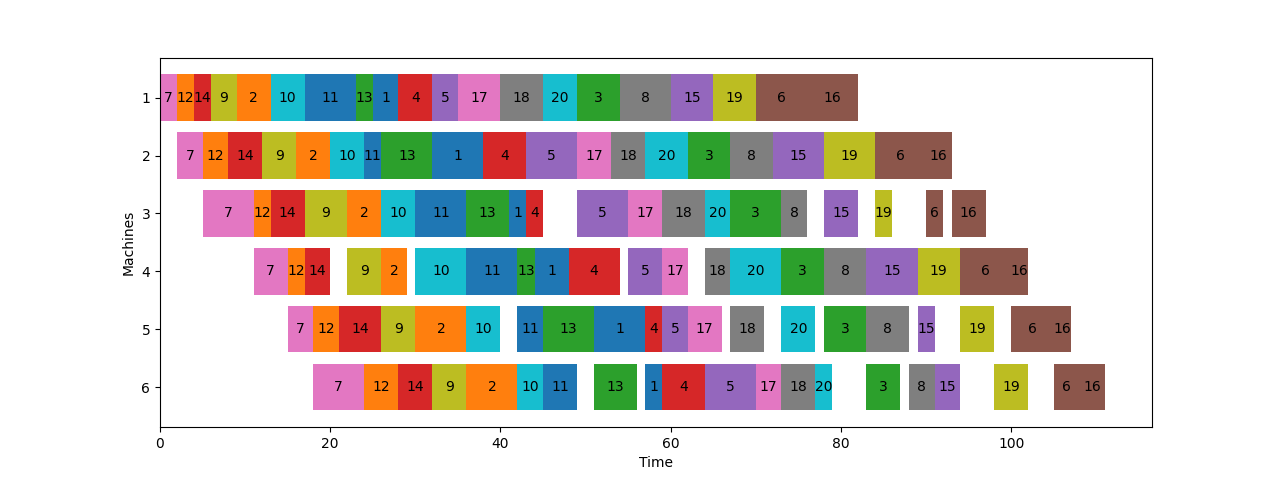 1 7 12 14 9 2 10 11 13 1 4 5 17 18 20 3 8 15 19 6 16
2 7 12 14 9 2 10 11 13 1 4 5 17 18 20 3 8 15 19 6 16
3 7 12 14 9 2 10 11 13 1 4 5 17 18 20 3 8 15 19 6 16
4 7 12 14 9 2 10 11 13 1 4 5 17 18 20 3 8 15 19 6 16
5 7 12 14 9 2 10 11 13 1 4 5 17 18 20 3 8 15 19 6 16
6 7 12 14 9 2 10 11 13 1 4 5 17 18 20 3 8 15 19 6 16
Machines
0 20 40 60 80 100
Time